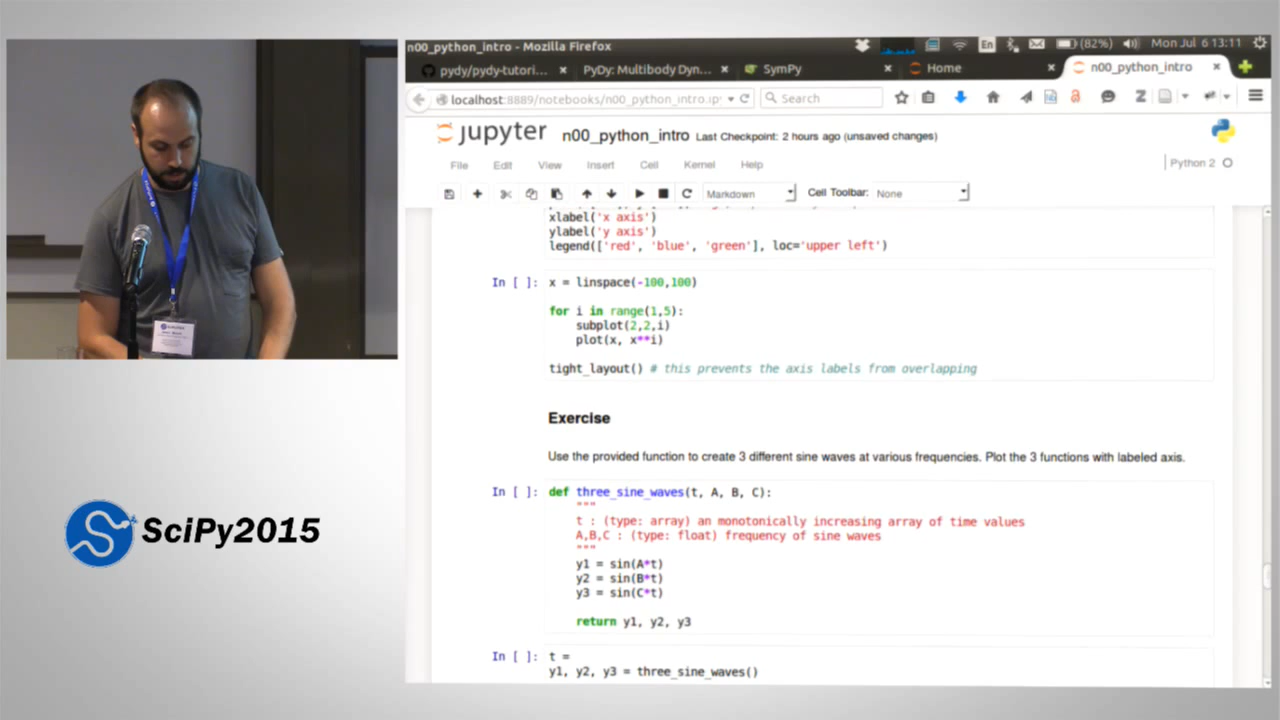 n00_python_intro - Mozilla Firefox
En
(82%)
Mon Jul 6 13:11
pydy/pydy-tutori...
PyDy: Multibody Dyn...
SymPy
Home
n00_python_intro
localhost:8889/notebooks/n00_python_intro.ip
Search
jupyter n00_python_intro Last Checkpoint: 2 hours ago (unsaved changes)
File Edit View Insert Cell Kernel Help
Python 2
Markdown Cell Toolbar: None
xlabel('x axis')
ylabel('y axis')
legend(['red', 'blue', 'green'], loc='upper left')
In [ ]: x = linspace(-100,100)
for i in range(1,5):
subplot(2,2,i)
plot(x, x**i)
tight_layout() # this prevents the axis labels from overlapping
Exercise
Use the provided function to create 3 different sine waves at various frequencies. Plot the 3 functions with labeled axis.
In [ ]: def three_sine_waves(t, A, B, C):
"""
t : (type: array) an monotonically increasing array of time values
A,B,C : (type: float) frequency of sine waves
"""
y1 = sin(A*t)
y2 = sin(B*t)
y3 = sin(C*t)
return y1, y2, y3
In [ ]: t =
y1, y2, y3 = three_sine_waves()
SciPy2015